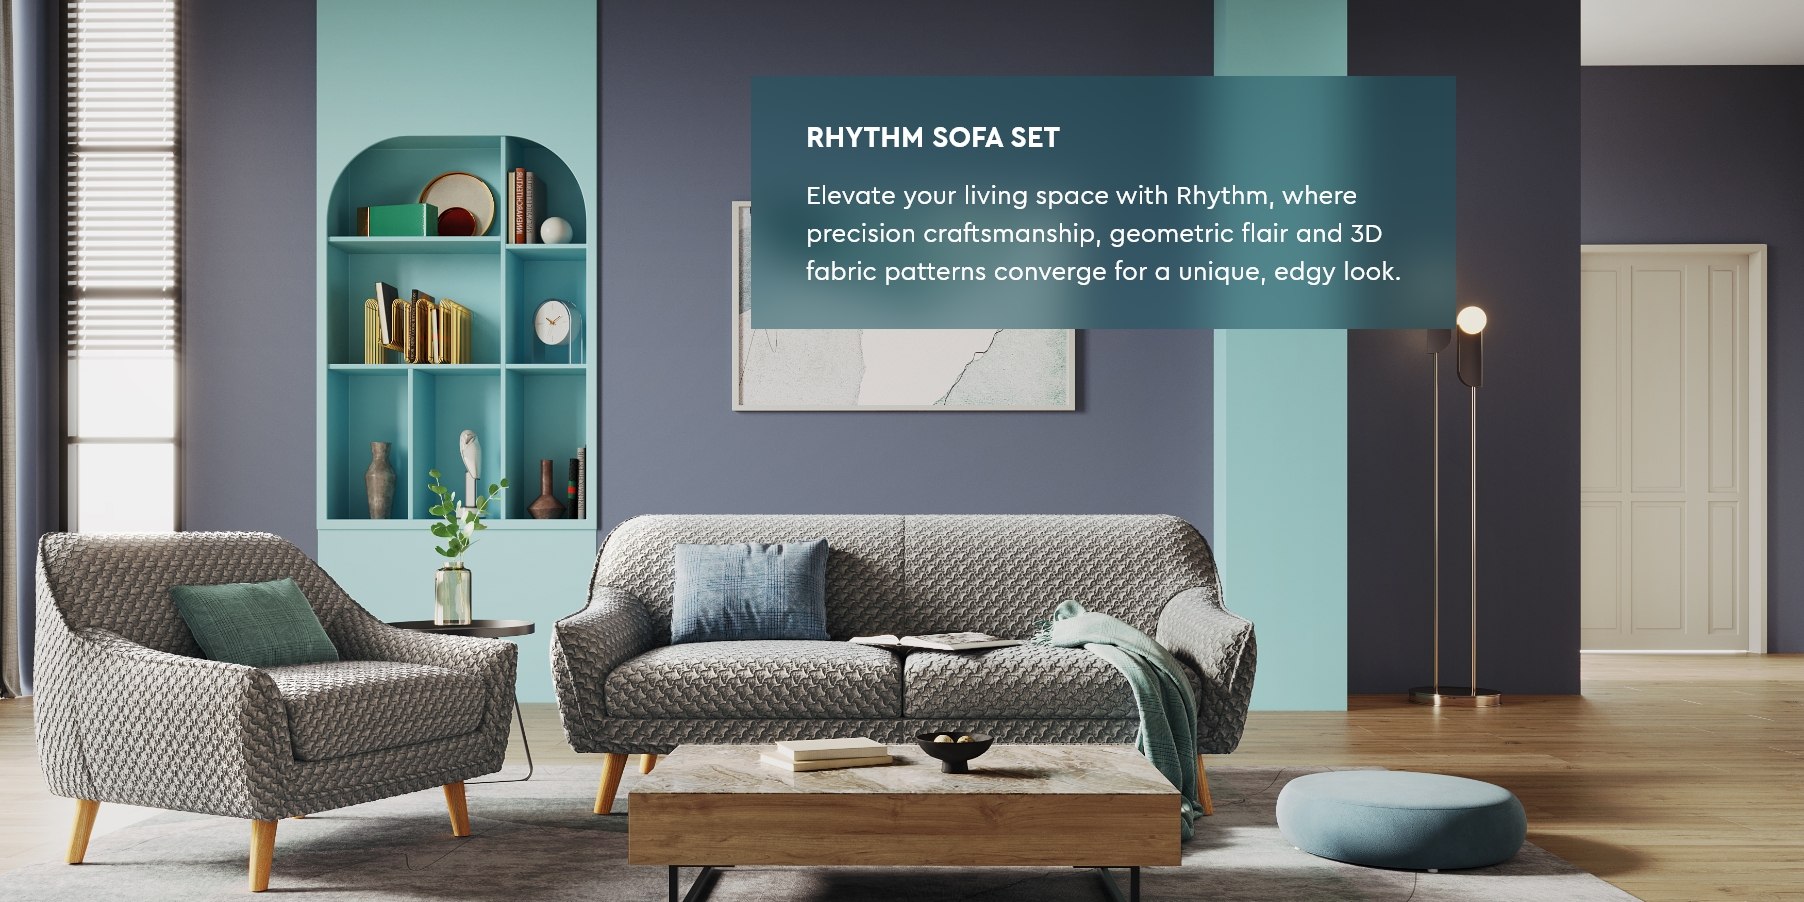 RHYTHM SOFA SET
Elevate your living space with Rhythm, where
precision craftsmanship, geometric flair and 3D
fabric patterns converge for a unique, edgy look.